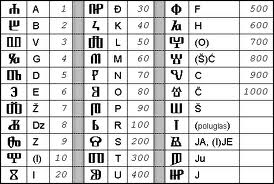 Ⰰ A 1 Ⰼ Đ 30 Ⱇ F 500
Ⰱ B 2 Ⰽ K 40 Ⱈ H 600
Ⰲ V 3 Ⰾ L 50 Ⱉ (O) 700
Ⰳ G 4 Ⰿ M 60 Ⱋ (Š)Ć 800
Ⰴ D 5 Ⱀ N 70 Ⱌ C 900
Ⰵ E 6 Ⱁ O 80 Ⱍ Č 1000
Ⰶ Ž 7 Ⱂ P 90 Ⱎ Š
Ⰷ Dz 8 Ⱃ R 100 Ⱜ (poluglas)
Ⰸ Z 9 Ⱄ S 200 Ⱑ JA, (I)JE
Ⰹ (I) 10 Ⱅ T 300 Ⱓ Ju
Ⰻ I 20 Ⱆ U 400 Ⰼ J